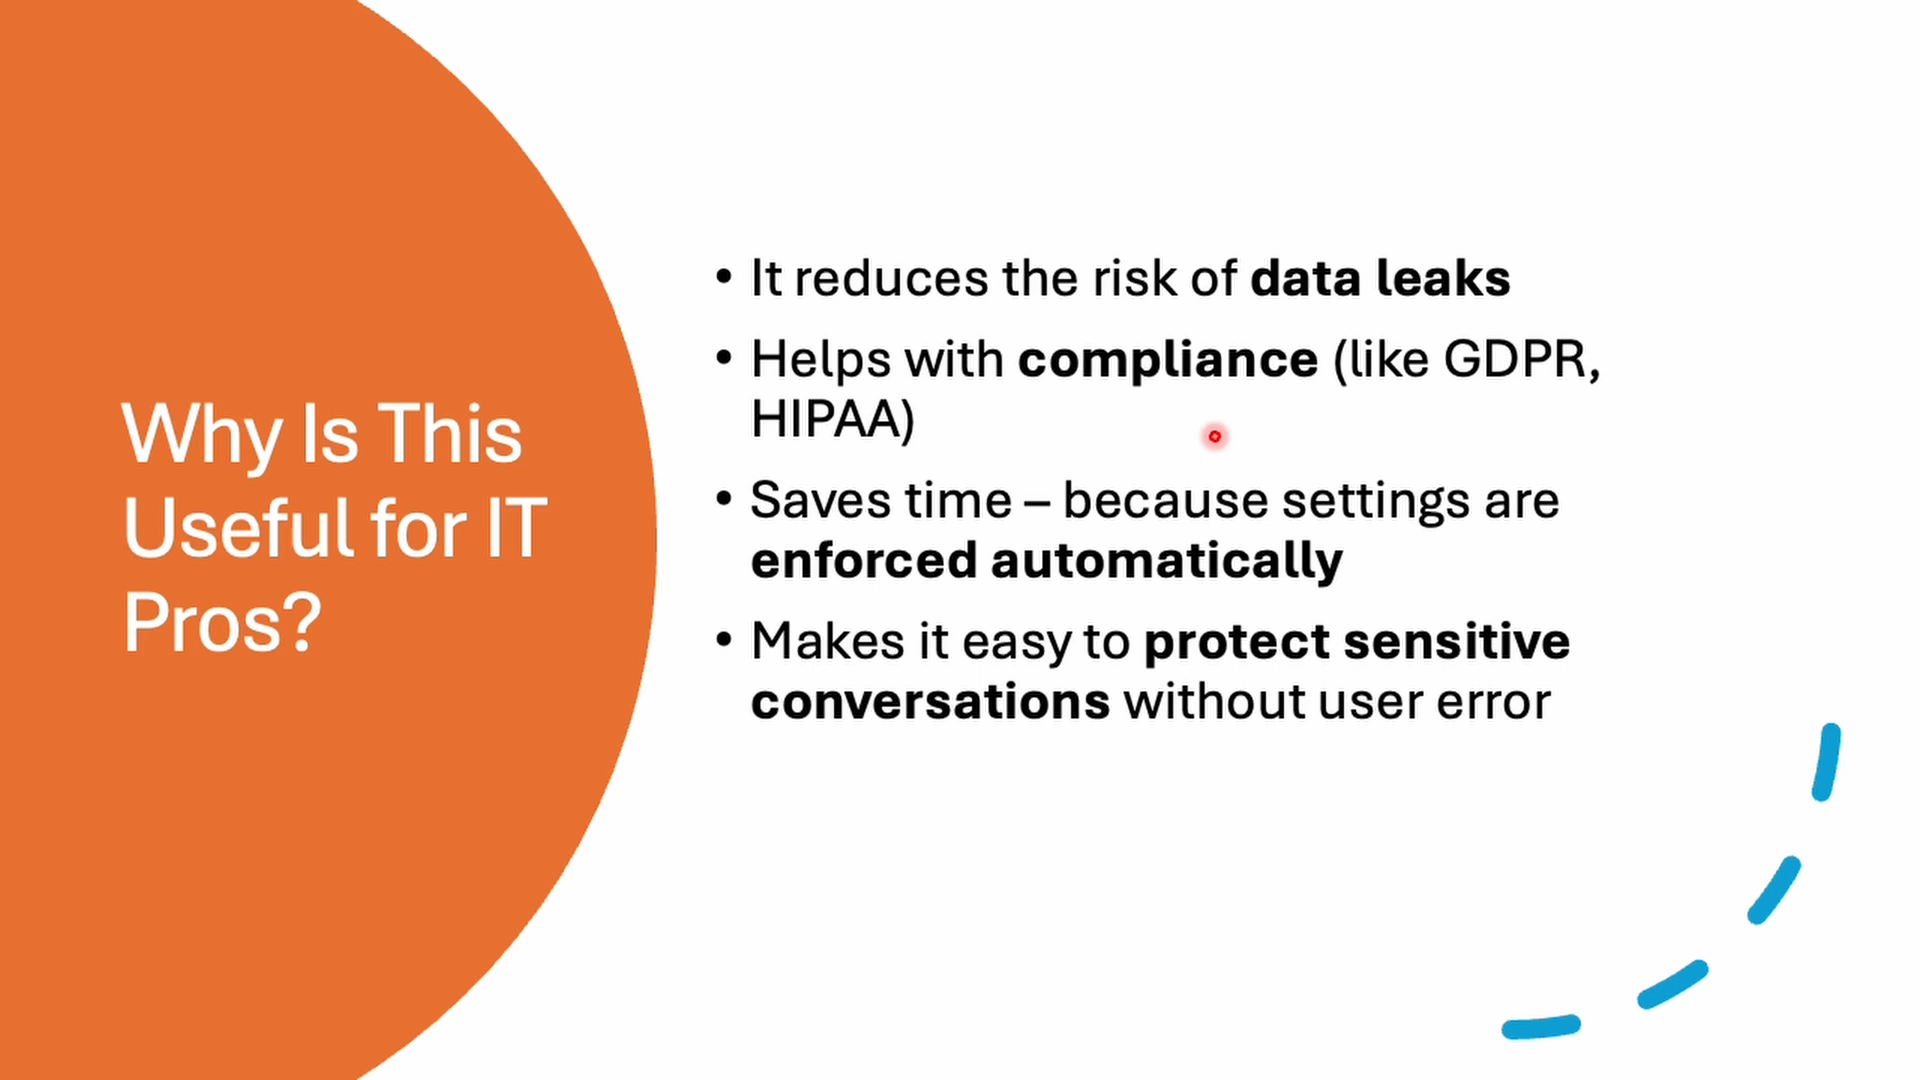 Why Is This
Useful for IT
Pros?
• It reduces the risk of data leaks
• Helps with compliance (like GDPR,
HIPAA)
• Saves time – because settings are
enforced automatically
• Makes it easy to protect sensitive
conversations without user error